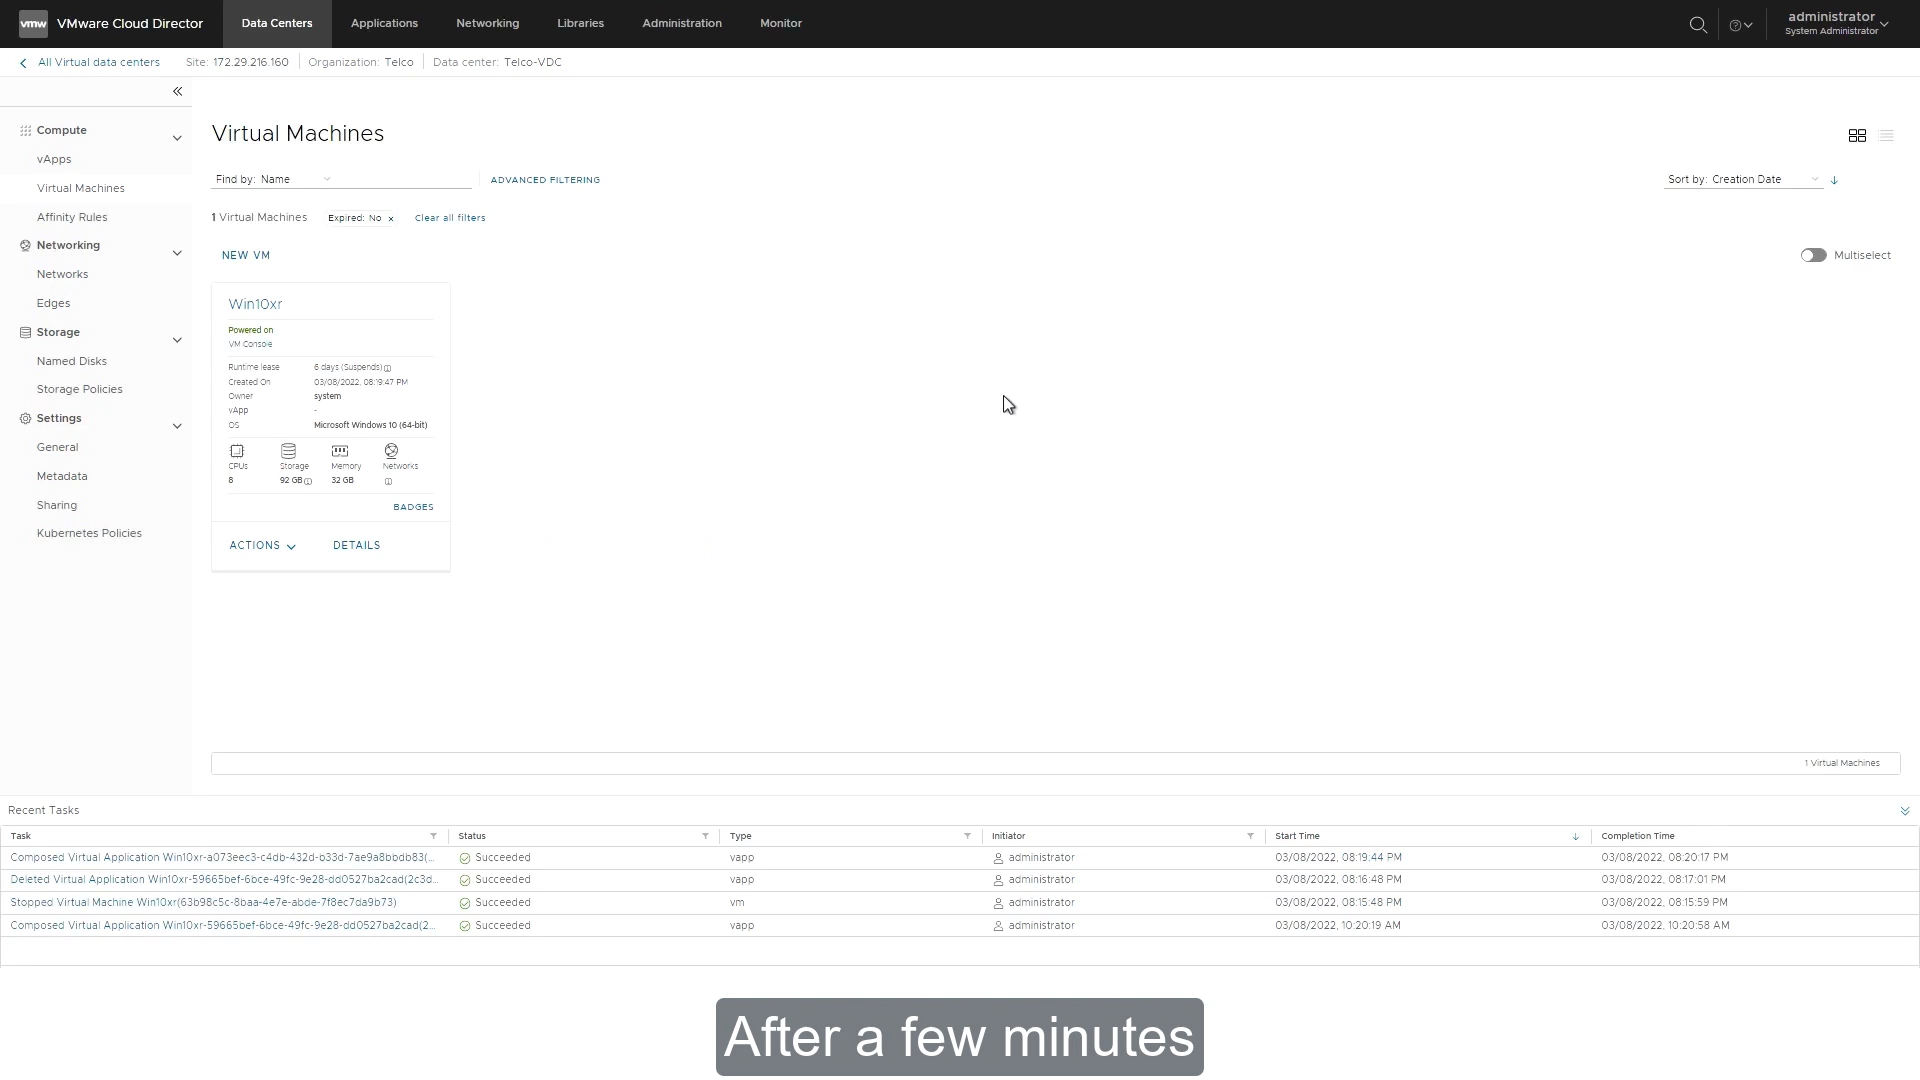 vmw VMware Cloud Director Data Centers Applications Networking Libraries Administration Monitor administrator
System Administrator
All Virtual data centers Site: 172.29.216.160 Organization: Telco Data center: Telco-VDC
Compute
vApps
Virtual Machines
Affinity Rules
Networking
Networks
Edges
Storage
Named Disks
Storage Policies
Settings
General
Metadata
Sharing
Kubernetes Policies
Virtual Machines
Find by: Name ADVANCED FILTERING Sort by: Creation Date
1 Virtual Machines Expired: No x Clear all filters
NEW VM Multiselect
Win10xr
Powered on
VM Console
Runtime lease 6 days (Suspends)
Created On 03/08/2022, 08:19:47 PM
Owner system
vApp -
OS Microsoft Windows 10 (64-bit)
CPUs Storage Memory Networks
8 92 GB 32 GB
BADGES
ACTIONS DETAILS
1 Virtual Machines
Recent Tasks
Task Status Type Initiator Start Time Completion Time
Composed Virtual Application Win10xr-a073eec3-c4db-432d-b33d-7ae9a8bbdb83(... Succeeded vapp administrator 03/08/2022, 08:19:44 PM 03/08/2022, 08:20:17 PM
Deleted Virtual Application Win10xr-59665bef-6bce-49fc-9e28-dd0527ba2cad(2c3d... Succeeded vapp administrator 03/08/2022, 08:16:48 PM 03/08/2022, 08:17:01 PM
Stopped Virtual Machine Win10xr(63b98c5c-8baa-4e7e-abde-7f8ec7da9b73) Succeeded vm administrator 03/08/2022, 08:15:48 PM 03/08/2022, 08:15:59 PM
Composed Virtual Application Win10xr-59665bef-6bce-49fc-9e28-dd0527ba2cad(2... Succeeded vapp administrator 03/08/2022, 10:20:19 AM 03/08/2022, 10:20:58 AM
After a few minutes